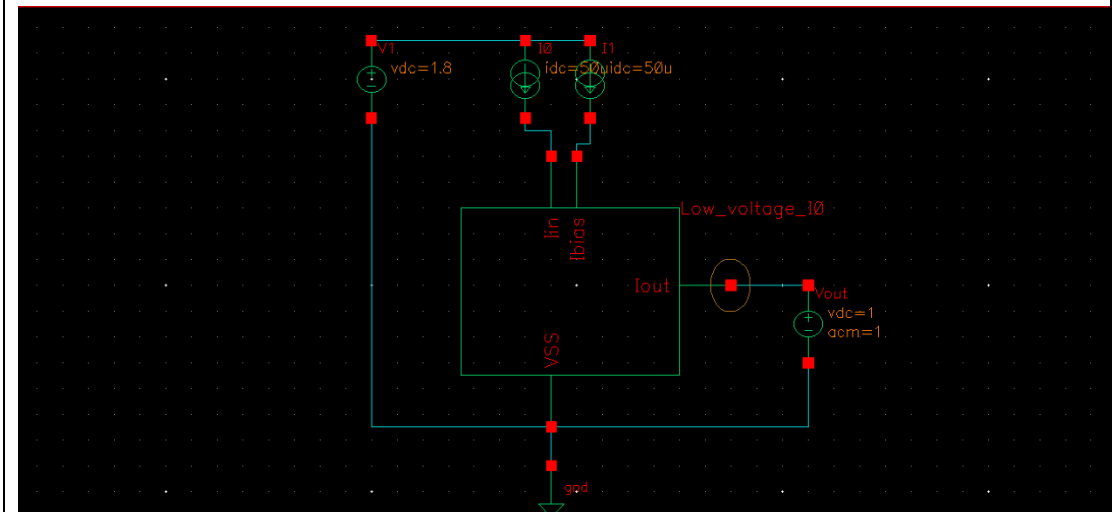 V1
I0
I1
vdc=1.8
idc=50uidc=50u
Low_voltage_I0
Iin
Ibias
Iout
Vout
vdc=1
acm=1
VSS
gnd